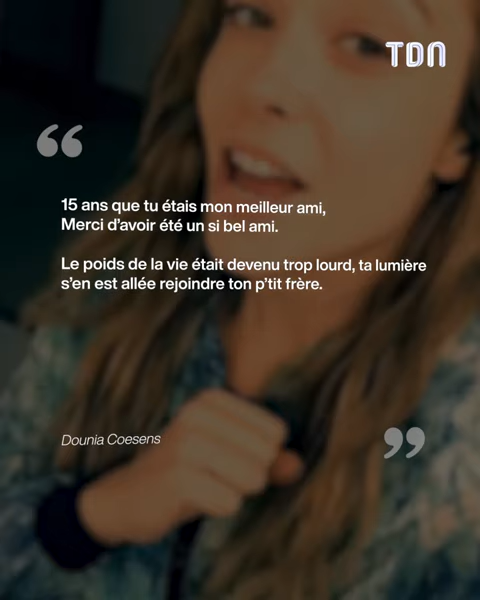 TDN
“
15 ans que tu étais mon meilleur ami,
Merci d’avoir été un si bel ami.
Le poids de la vie était devenu trop lourd, ta lumière
s’en est allée rejoindre ton p’tit frère.
Dounia Coesens
”